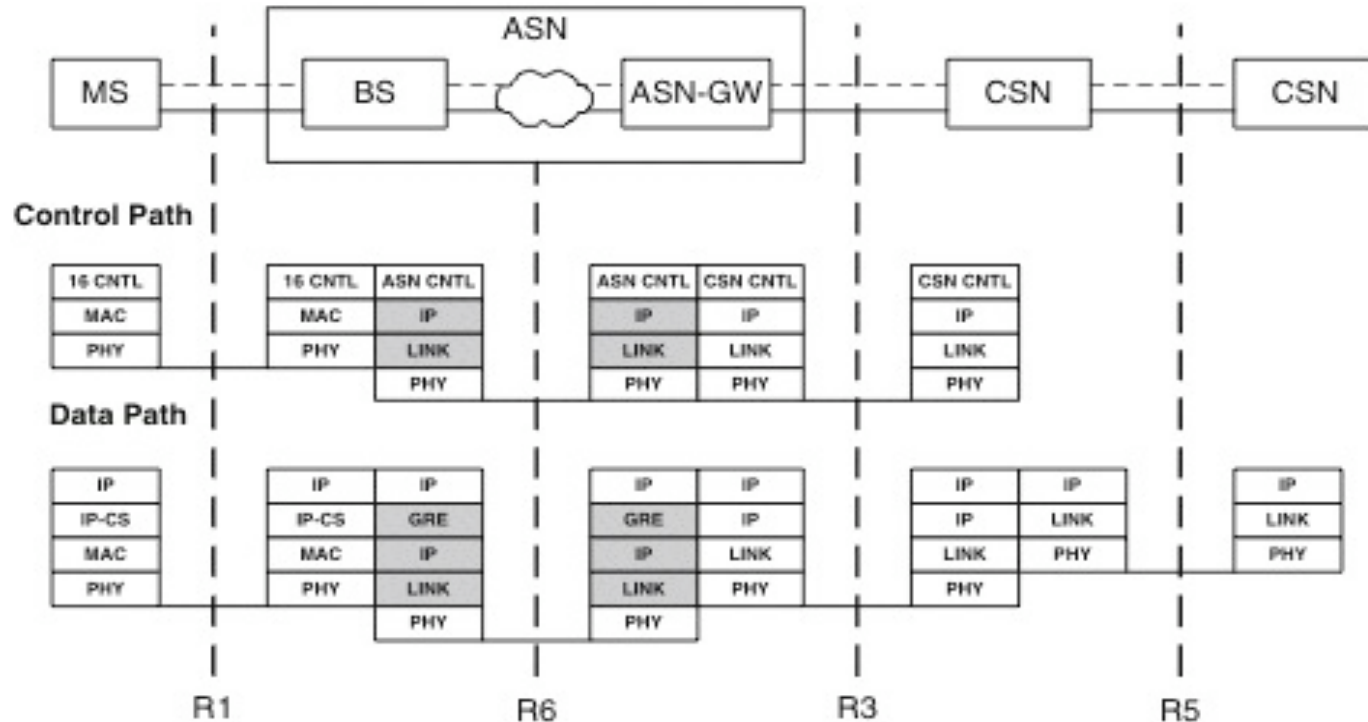 ASN
MS BS ASN-GW CSN CSN
Control Path
16 CNTL 16 CNTL ASN CNTL ASN CNTL CSN CNTL CSN CNTL
MAC MAC IP IP IP IP
PHY PHY LINK LINK LINK LINK
PHY PHY PHY PHY
Data Path
IP IP IP IP IP IP IP IP
IP-CS IP-CS GRE GRE IP IP LINK LINK
MAC MAC IP IP LINK LINK PHY PHY
PHY PHY LINK LINK PHY PHY
PHY PHY
R1 R6 R3 R5